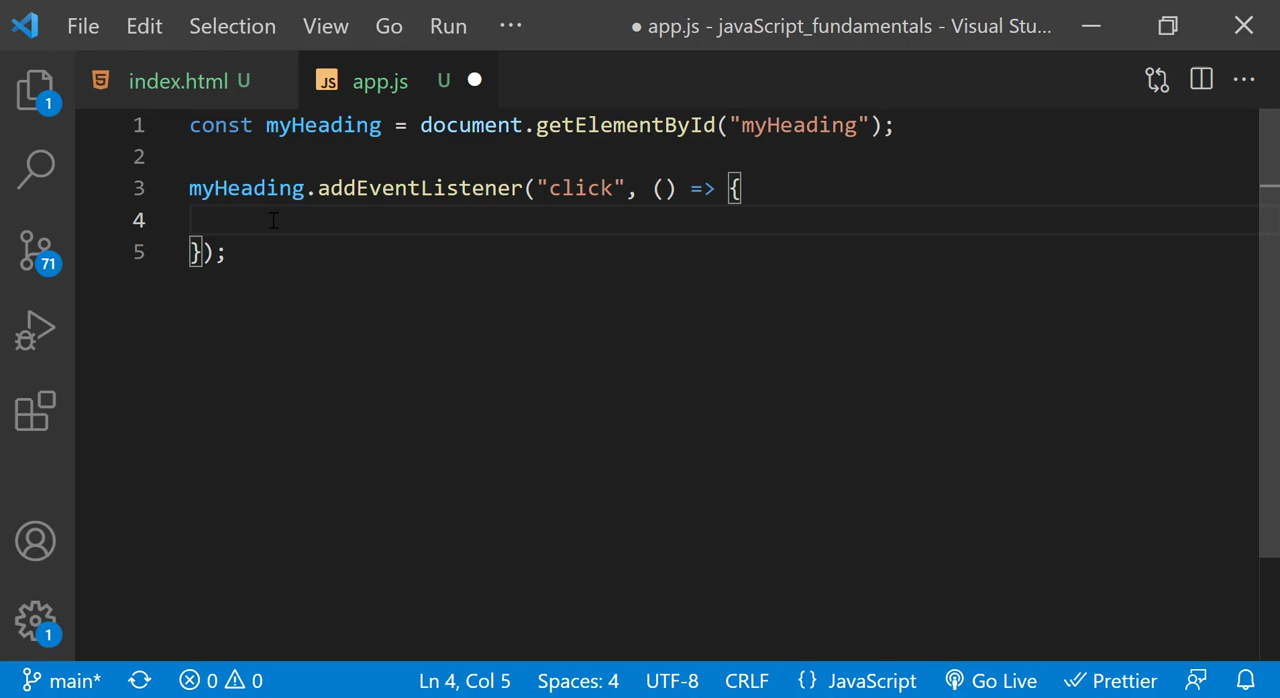 File Edit Selection View Go Run ··· ● app.js - javaScript_fundamentals - Visual Stu...
index.html U JS app.js U ●
1 const myHeading = document.getElementById("myHeading");
2
3 myHeading.addEventListener("click", () => {
4
5 });
1
71
1
main* 0 0 Ln 4, Col 5 Spaces: 4 UTF-8 CRLF {} JavaScript Go Live Prettier